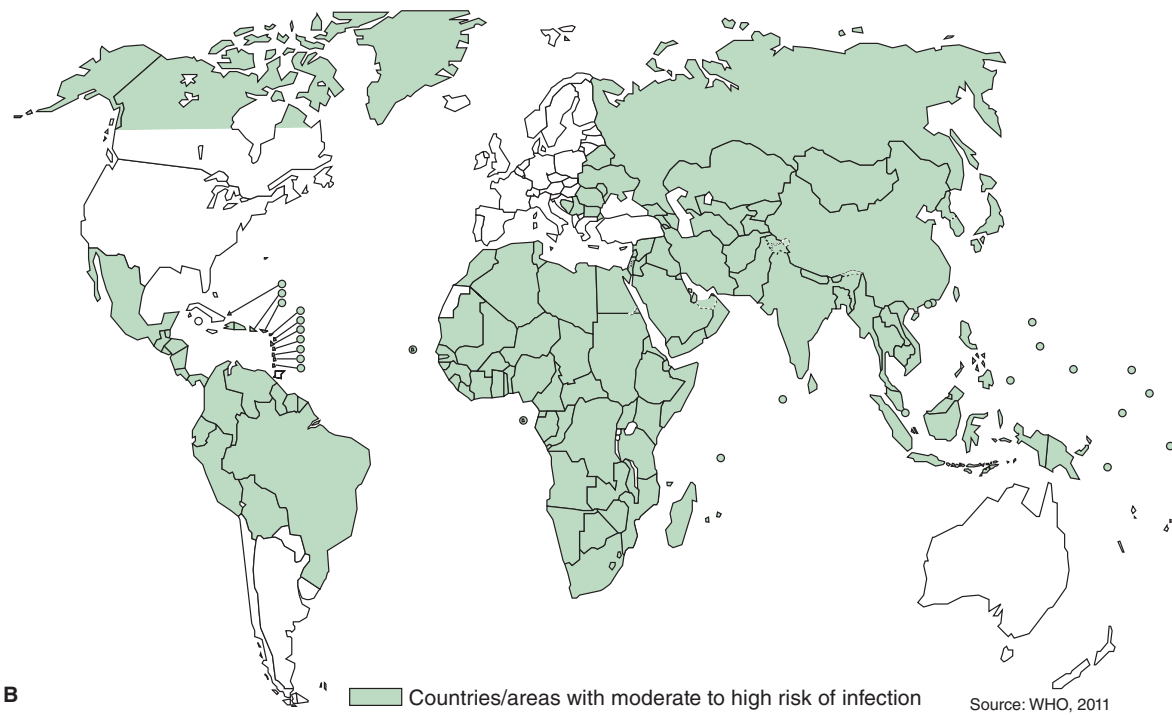 B
Countries/areas with moderate to high risk of infection
Source: WHO, 2011